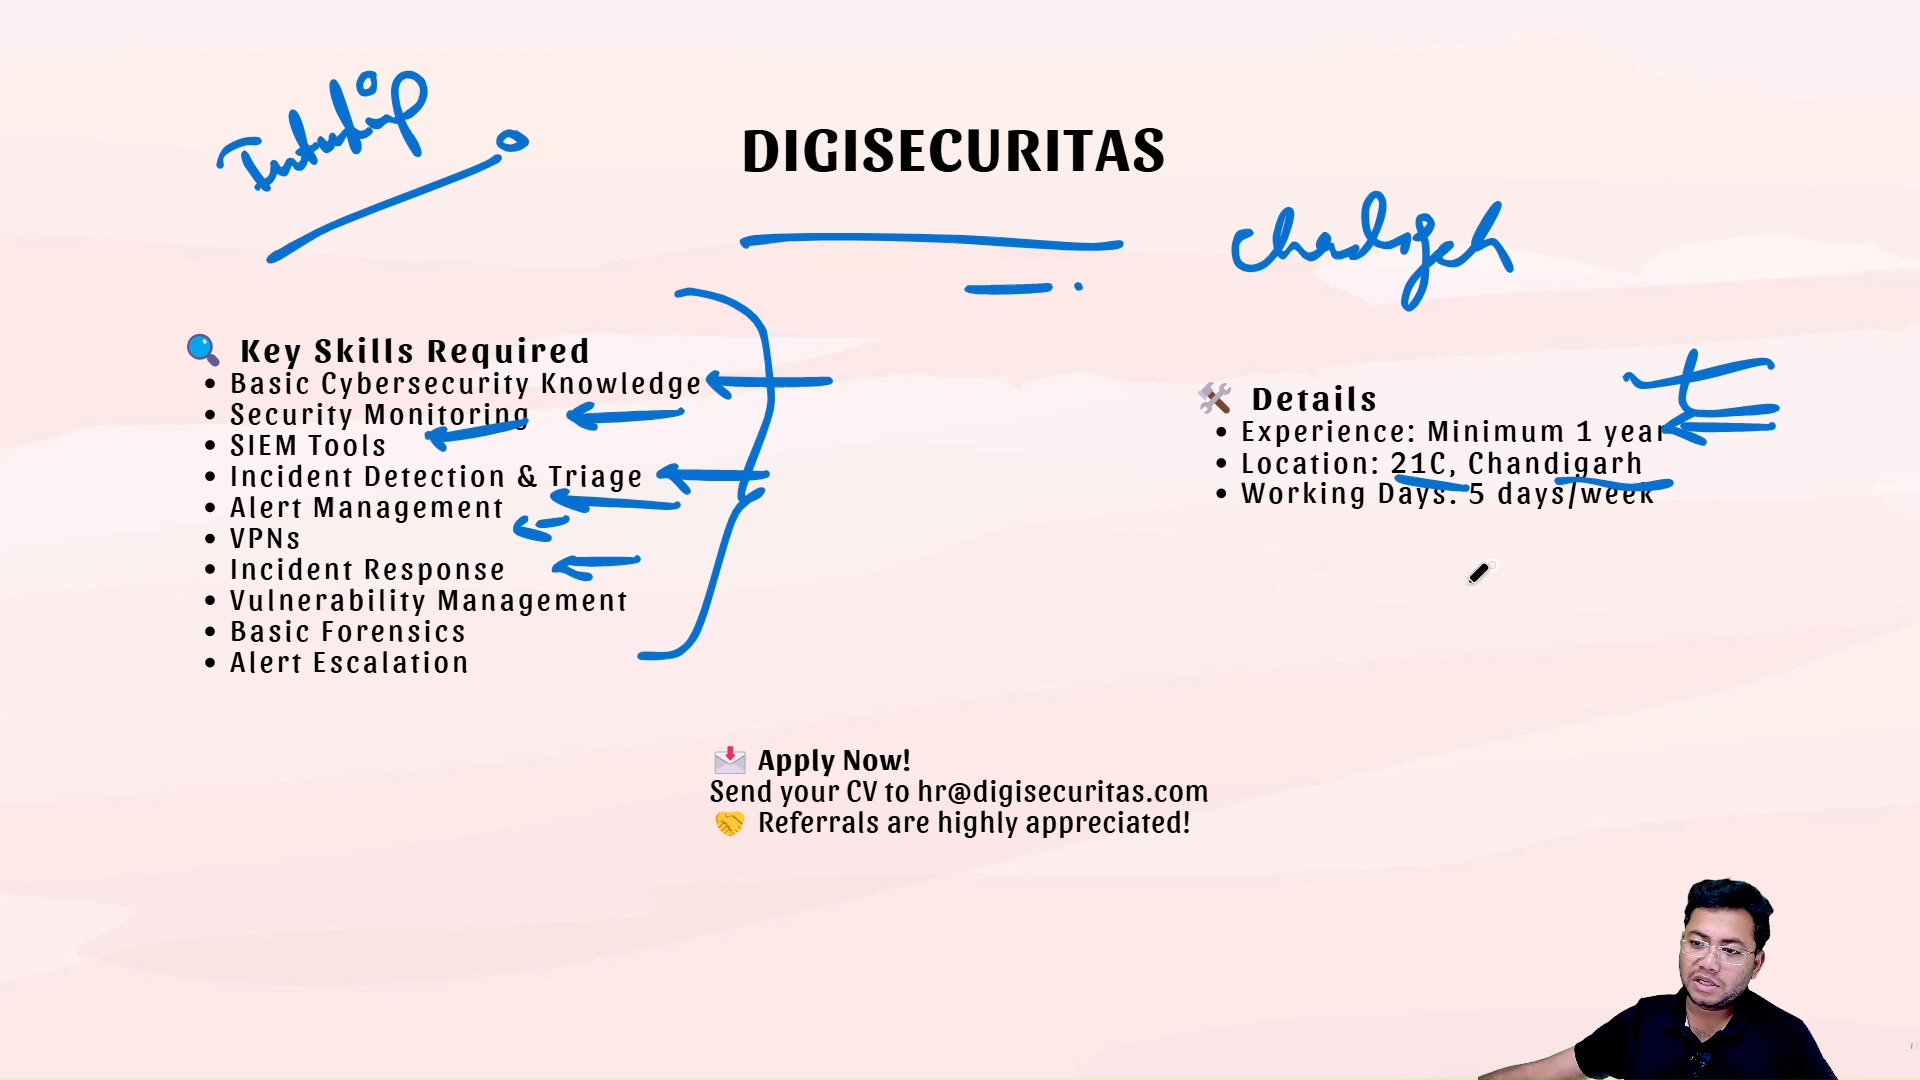 Internship
DIGISECURITAS
Chandigarh
Key Skills Required
• Basic Cybersecurity Knowledge
• Security Monitoring
• SIEM Tools
• Incident Detection & Triage
• Alert Management
• VPNs
• Incident Response
• Vulnerability Management
• Basic Forensics
• Alert Escalation
Details
• Experience: Minimum 1 year
• Location: 21C, Chandigarh
• Working Days: 5 days/week
Apply Now!
Send your CV to hr@digisecuritas.com
Referrals are highly appreciated!